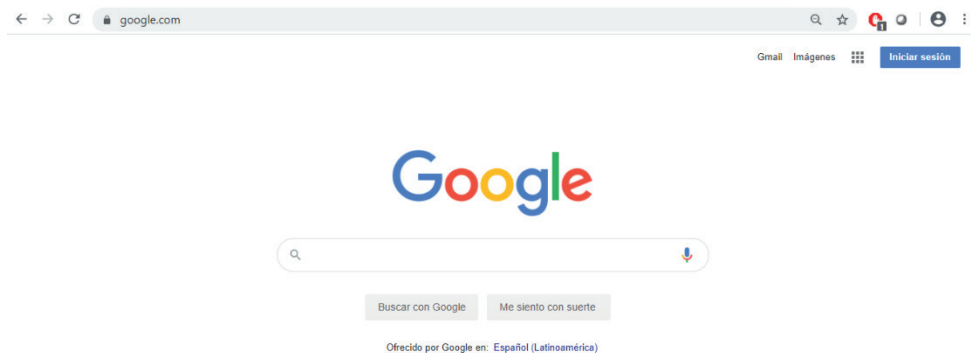 google.com
1
Gmail Imágenes Iniciar sesión
Google
Buscar con Google Me siento con suerte
Ofrecido por Google en: Español (Latinoamérica)